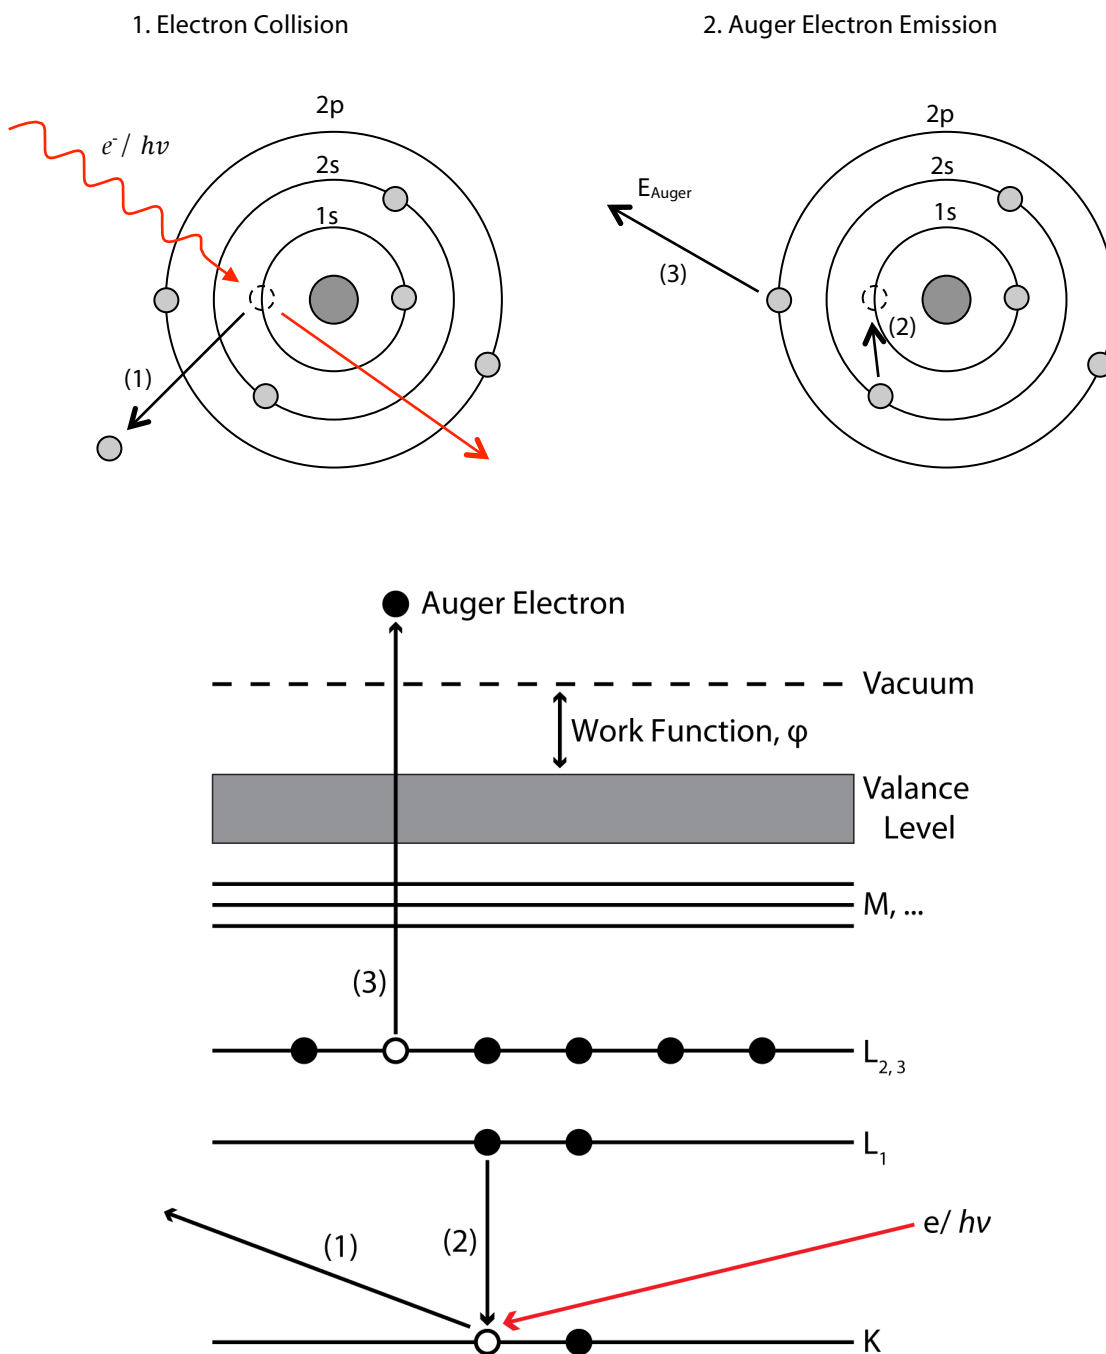 1. Electron Collision
2. Auger Electron Emission
2p
2s
1s
e⁻/ hν
(1)
2p
2s
1s
E_Auger
(3)
(2)
Auger Electron
Vacuum
Work Function, φ
Valance
Level
M, ...
(3)
L2, 3
L1
e/ hν
(1)
(2)
K